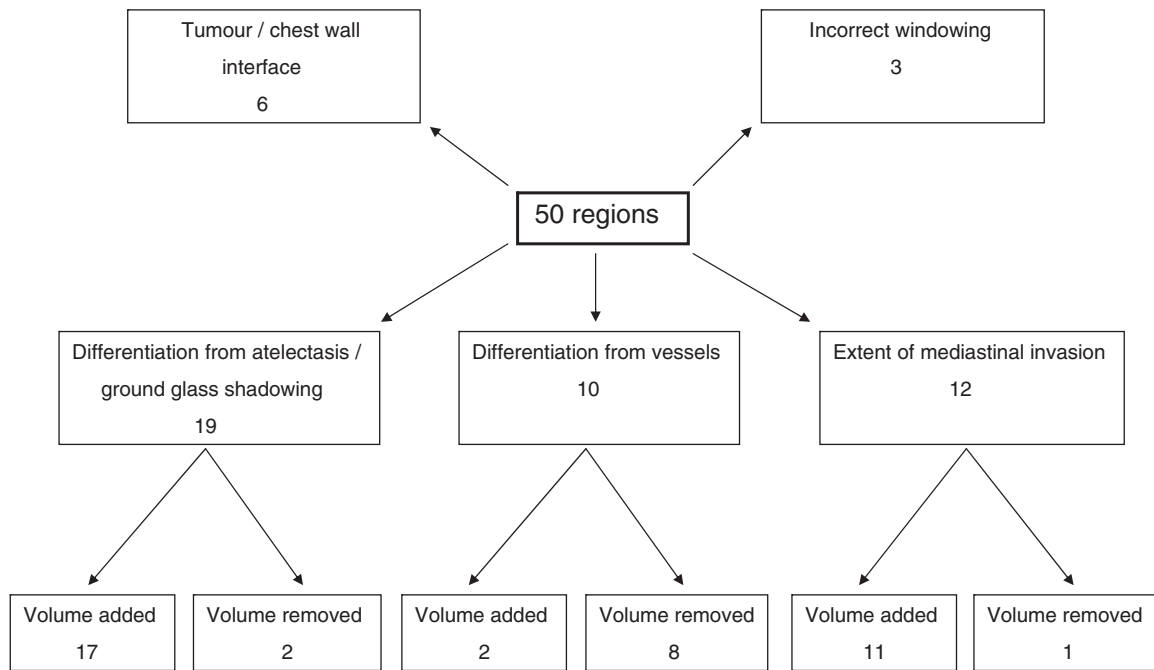 Tumour / chest wall
interface
6
Incorrect windowing
3
50 regions
Differentiation from atelectasis /
ground glass shadowing
19
Differentiation from vessels
10
Extent of mediastinal invasion
12
Volume added
17
Volume removed
2
Volume added
2
Volume removed
8
Volume added
11
Volume removed
1